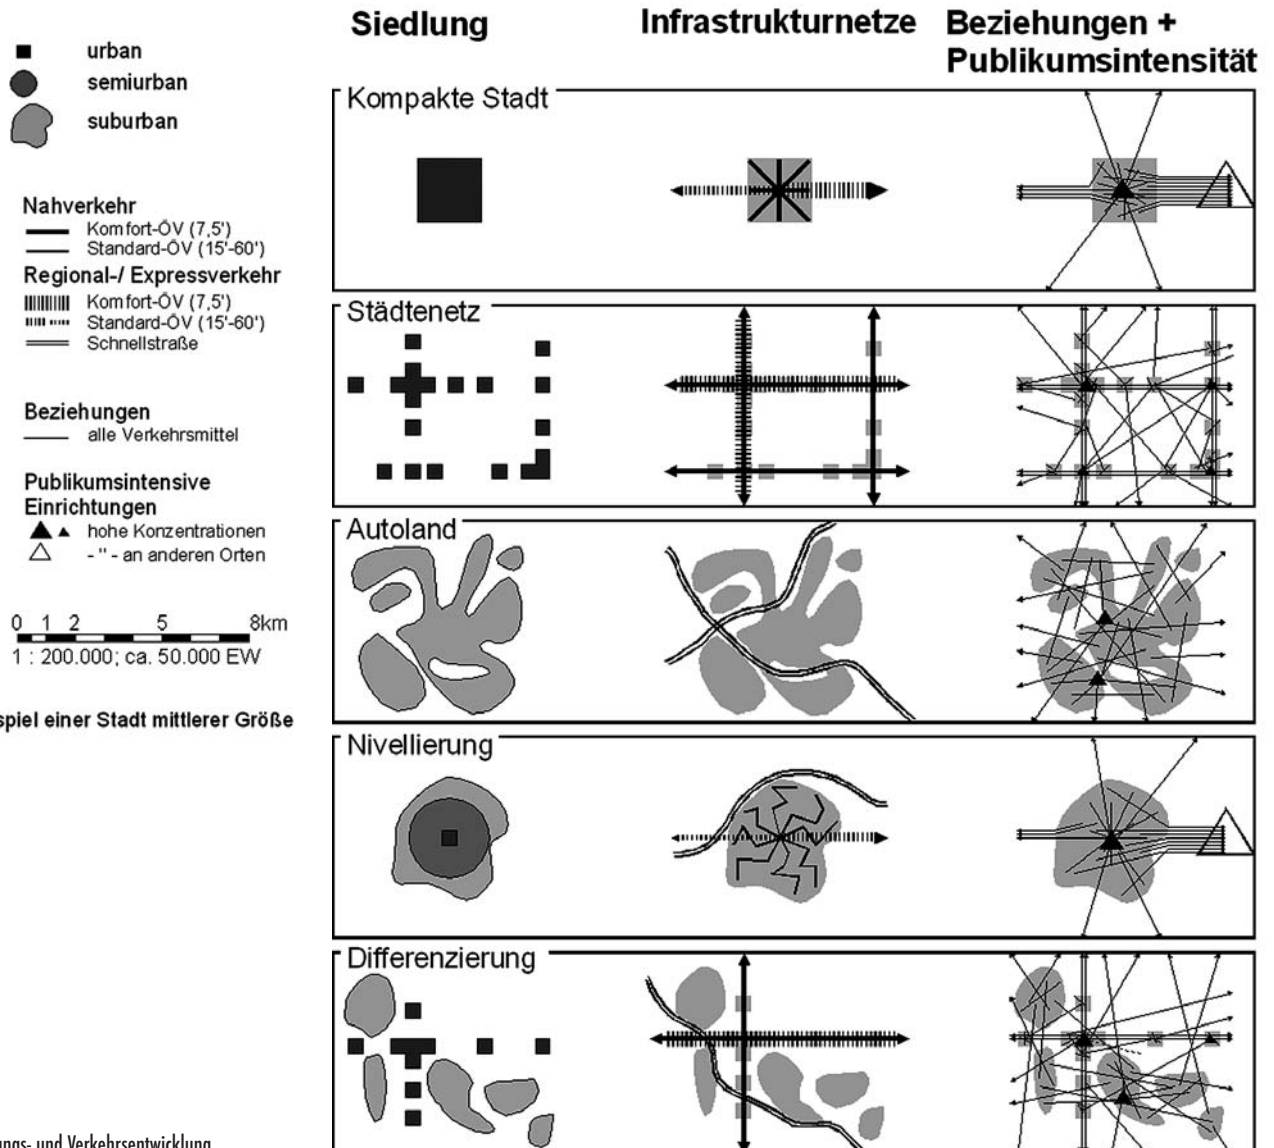 Siedlung
Infrastrukturnetze
Beziehungen +
Publikumsintensität
urban
semiurban
suburban
Nahverkehr
Komfort-ÖV (7,5')
Standard-ÖV (15'-60')
Regional-/ Expressverkehr
Komfort-ÖV (7,5')
Standard-ÖV (15'-60')
Schnellstraße
Beziehungen
alle Verkehrsmittel
Publikumsintensive
Einrichtungen
hohe Konzentrationen
- " - an anderen Orten
0 1 2 5 8km
1 : 200.000; ca. 50.000 EW
spiel einer Stadt mittlerer Größe
Kompakte Stadt
Städtenetz
Autoland
Nivellierung
Differenzierung
ungs- und Verkehrsentwicklung